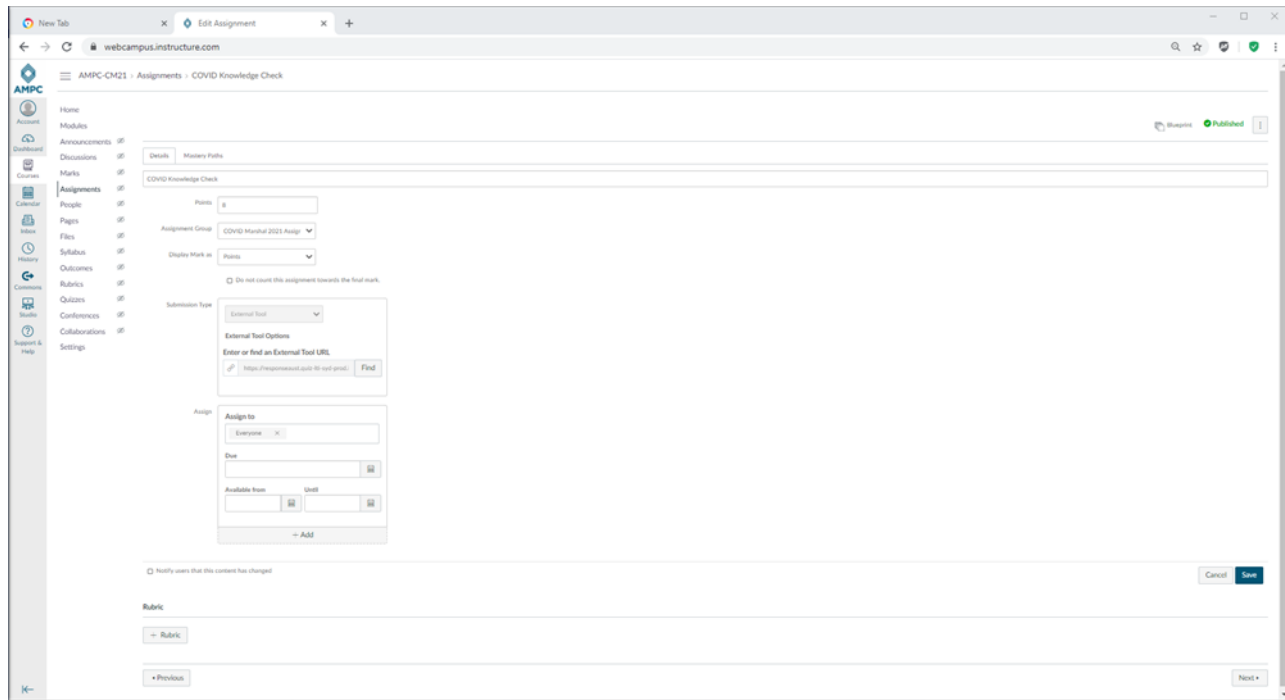 New Tab
Edit Assignment
webcampus.instructure.com
AMPC
AMPC-CM21 › Assignments › COVID Knowledge Check
Account
Dashboard
Courses
Calendar
Inbox
History
Commons
Studio
Support &
Help
Home
Modules
Announcements
Discussions
Marks
Assignments
People
Pages
Files
Syllabus
Outcomes
Rubrics
Quizzes
Conferences
Collaborations
Settings
Blueprint
Published
Details
Mastery Paths
COVID Knowledge Check
Points
8
Assignment Group
COVID Marshal 2021 Assigr
Display Mark as
Points
Do not count this assignment towards the final mark.
Submission Type
External Tool
External Tool Options
Enter or find an External Tool URL
Find
Assign
Assign to
Everyone ×
Due
Available from
Until
+ Add
Notify users that this content has changed
Cancel
Save
Rubric
+ Rubric
Previous
Next